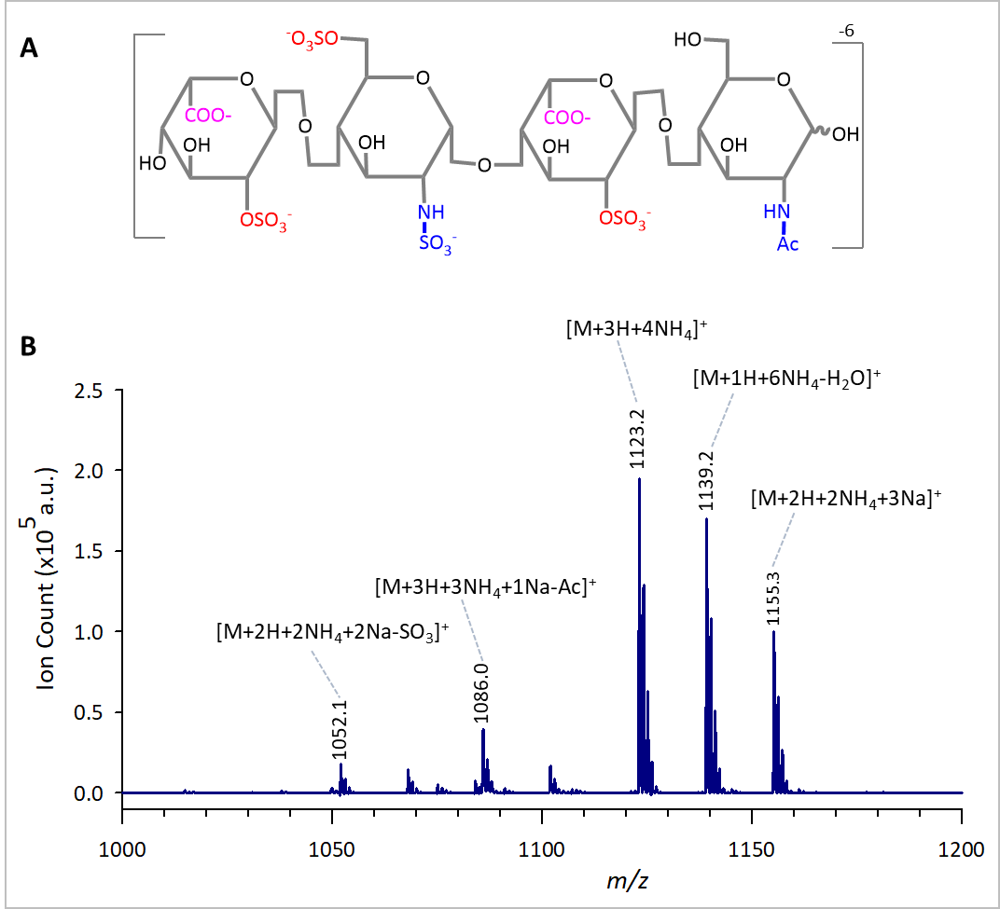 A
-6
⁻O₃SO
HO
O
O
O
O
COO-
COO-
O
O
OH
OH
OH
OH
OH
HO
O
OSO₃⁻
NH
SO₃⁻
OSO₃⁻
HN
Ac
B
[M+3H+4NH₄]⁺
[M+1H+6NH₄-H₂O]⁺
[M+2H+2NH₄+3Na]⁺
[M+3H+3NH₄+1Na-Ac]⁺
[M+2H+2NH₄+2Na-SO₃]⁺
1052.1
1086.0
1123.2
1139.2
1155.3
Ion Count (x10⁵ a.u.)
2.5
2.0
1.5
1.0
0.5
0.0
1000 1050 1100 1150 1200
m/z